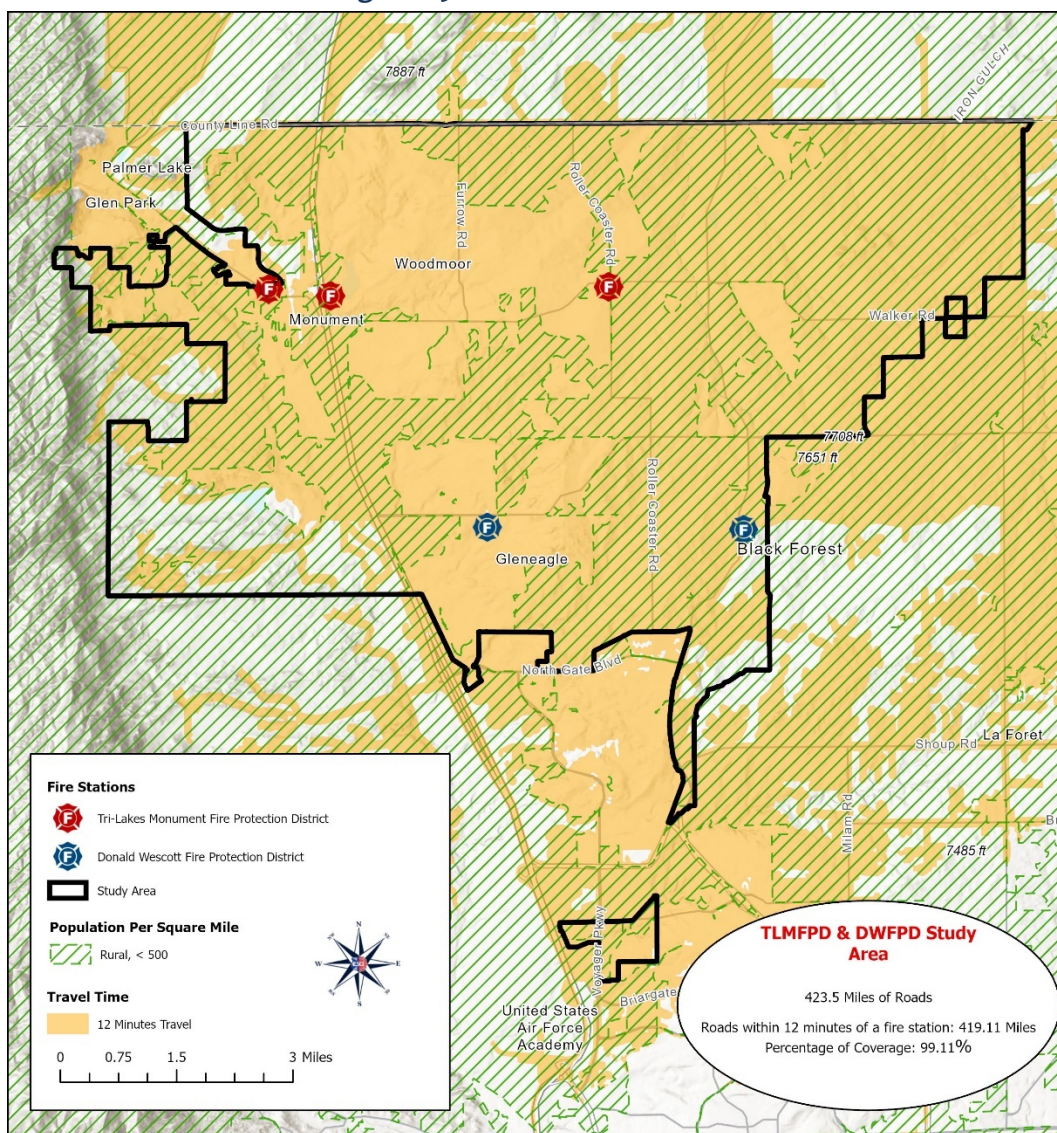 7887 ft
IRON GULCH
County Line Rd
Palmer Lake
Glen Park
Furrow Rd
Roller Coaster Rd
Woodmoor
Monument
Walker Rd
7708 ft
7651 ft
Roller Coaster Rd
Gleneagle
Black Forest
North Gate Blvd
La Foret
Shoup Rd
Milam Rd
7485 ft
Voyager Pkwy
Briargate
United States
Air Force
Academy
Fire Stations
F Tri-Lakes Monument Fire Protection District
F Donald Wescott Fire Protection District
Study Area
Population Per Square Mile
Rural, < 500
Travel Time
12 Minutes Travel
0 0.75 1.5 3 Miles
N
W E
S
TLMFPD & DWFPD Study
Area
423.5 Miles of Roads
Roads within 12 minutes of a fire station: 419.11 Miles
Percentage of Coverage: 99.11%